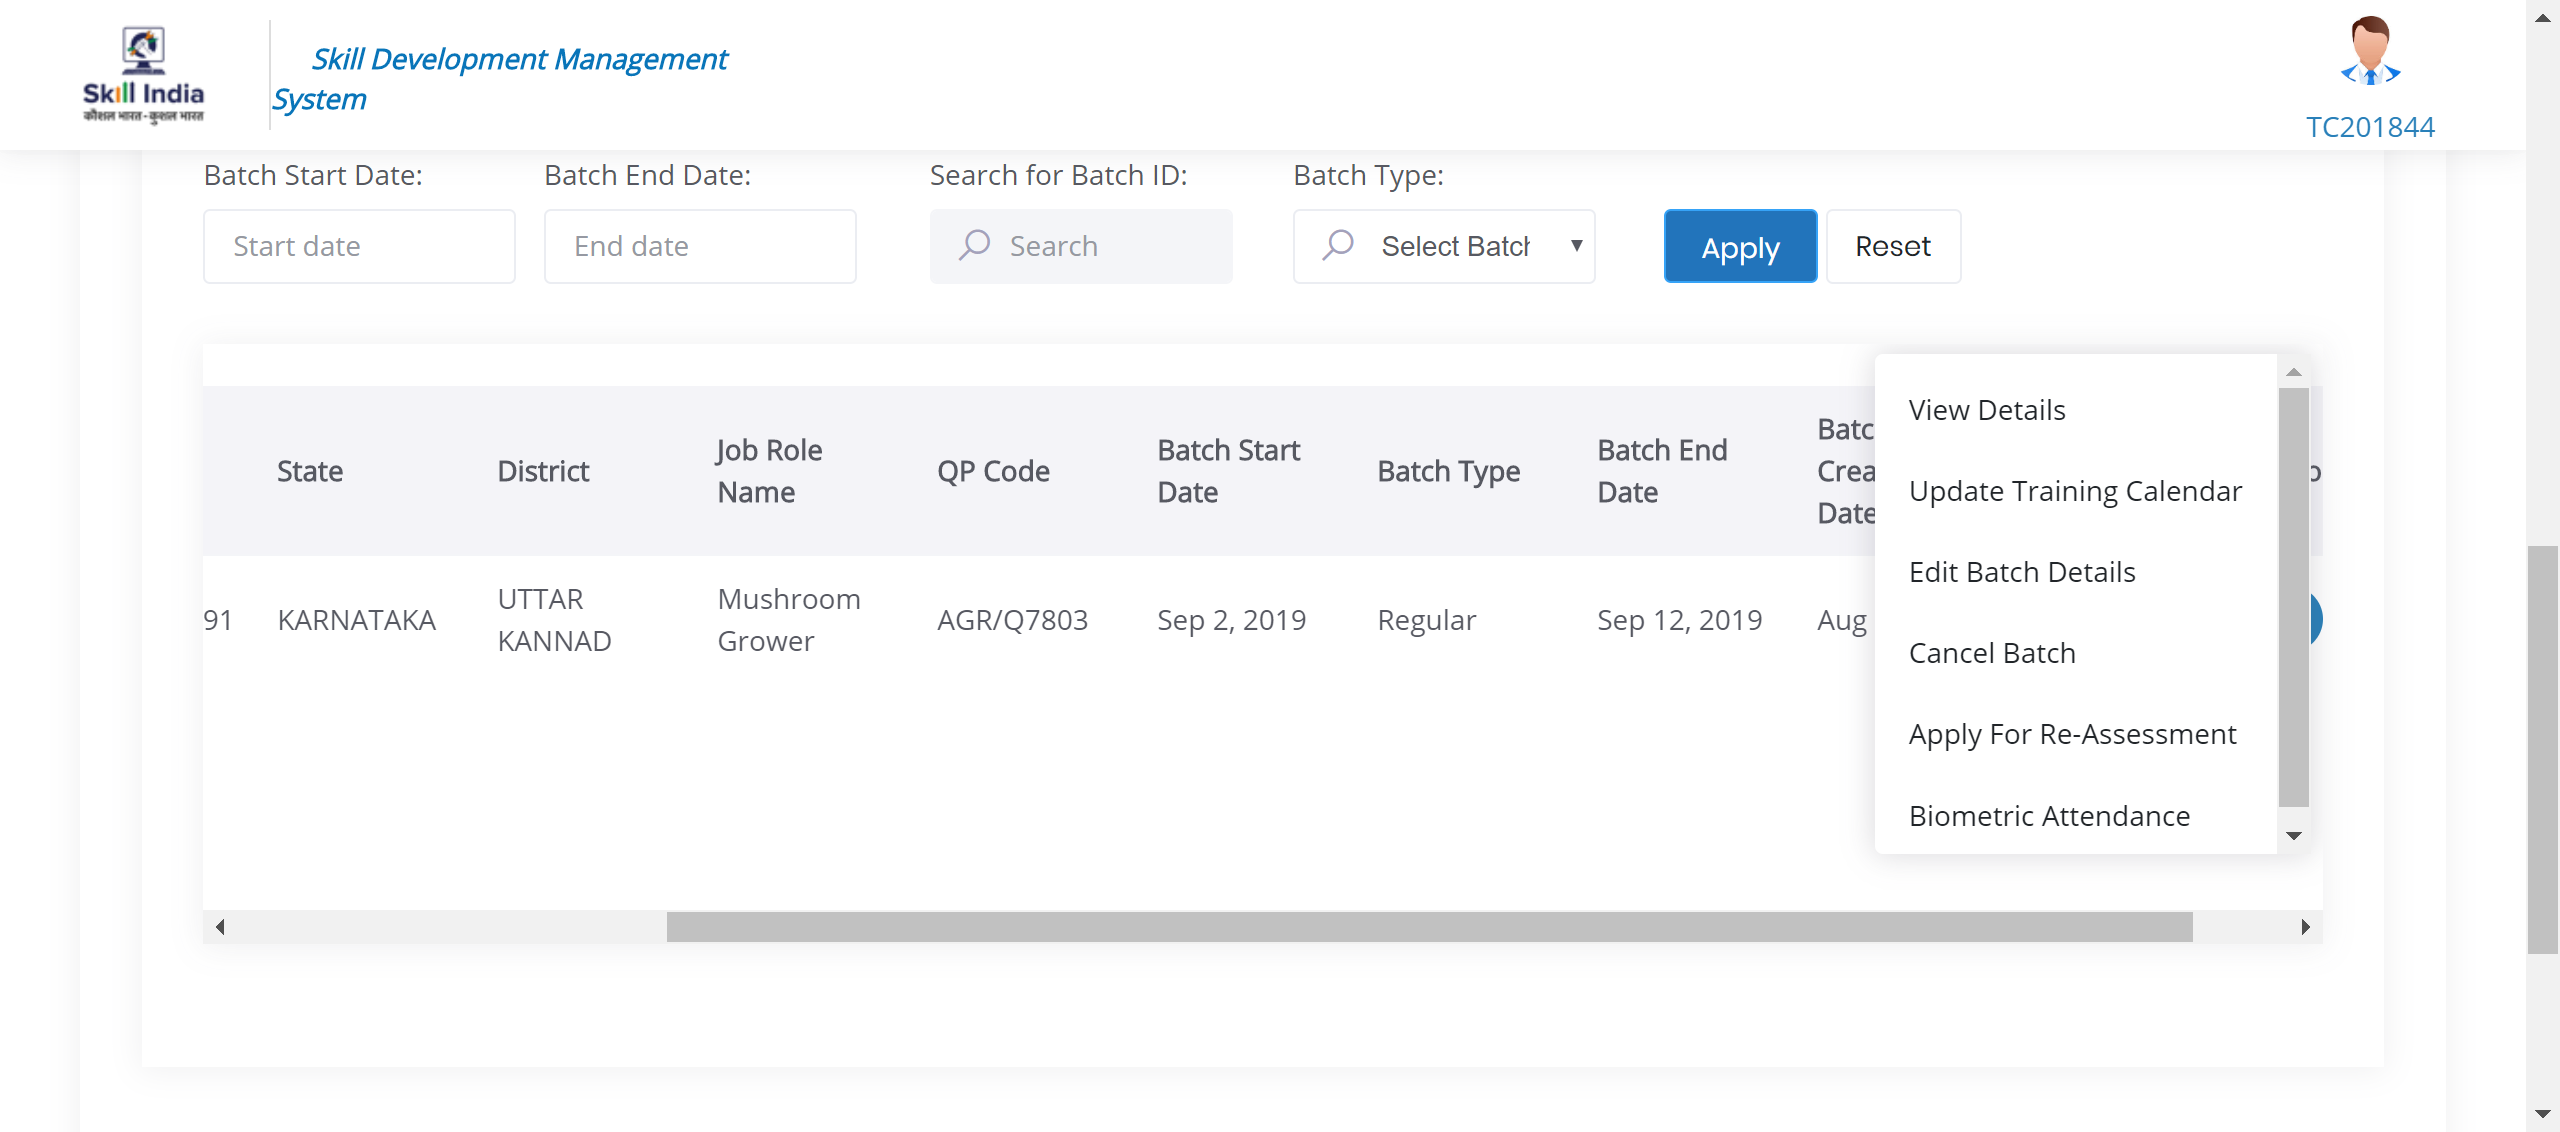 Skill India
कौशल भारत-कुशल भारत
Skill Development Management
System
TC201844
Batch Start Date:
Batch End Date:
Search for Batch ID:
Batch Type:
Start date
End date
Search
Select Batch
Apply
Reset
State
District
Job Role
Name
QP Code
Batch Start
Date
Batch Type
Batch End
Date
Batc
Crea
Date
91
KARNATAKA
UTTAR
KANNAD
Mushroom
Grower
AGR/Q7803
Sep 2, 2019
Regular
Sep 12, 2019
Aug
View Details
Update Training Calendar
Edit Batch Details
Cancel Batch
Apply For Re-Assessment
Biometric Attendance